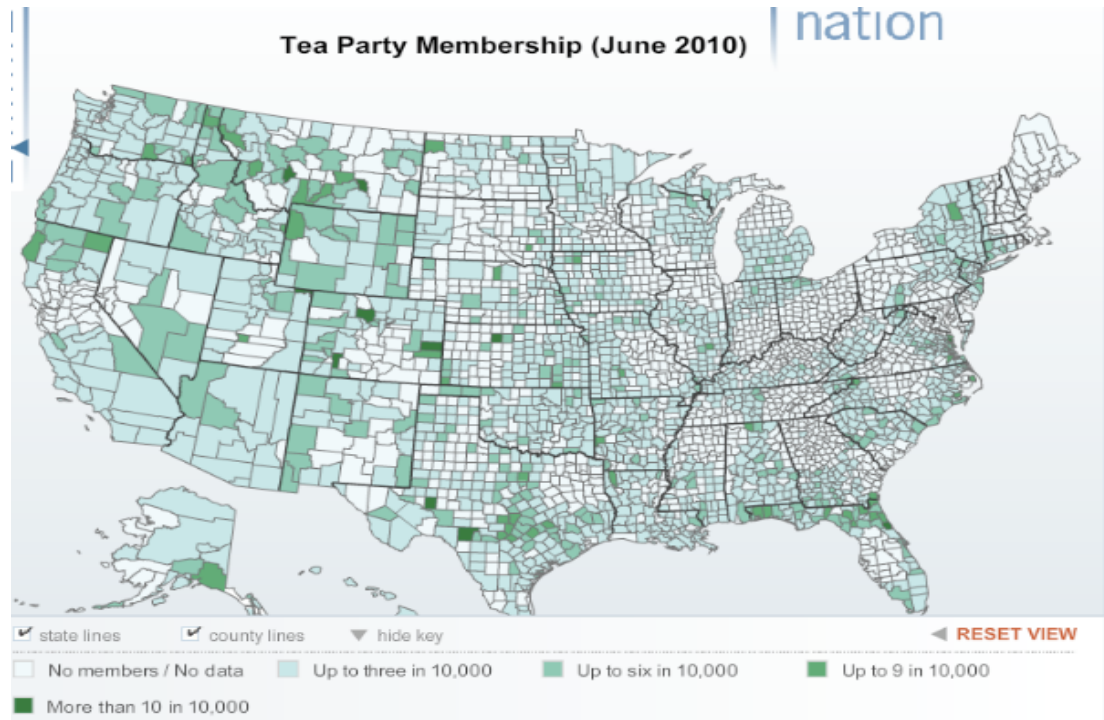 nation
Tea Party Membership (June 2010)
state lines county lines hide key RESET VIEW
No members / No data Up to three in 10,000 Up to six in 10,000 Up to 9 in 10,000
More than 10 in 10,000